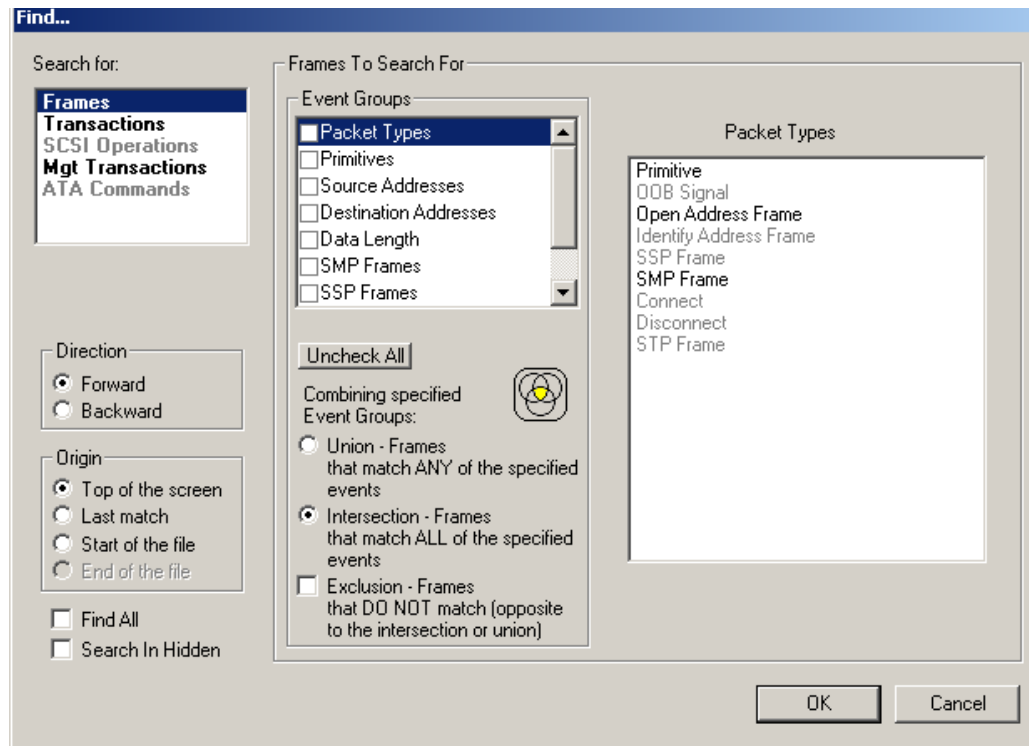 Find...
Search for:
Frames
Transactions
SCSI Operations
Mgt Transactions
ATA Commands
Direction
Forward
Backward
Origin
Top of the screen
Last match
Start of the file
End of the file
Find All
Search In Hidden
Frames To Search For
Event Groups
Packet Types
Primitives
Source Addresses
Destination Addresses
Data Length
SMP Frames
SSP Frames
Uncheck All
Combining specified
Event Groups:
Union - Frames
that match ANY of the specified
events
Intersection - Frames
that match ALL of the specified
events
Exclusion - Frames
that DO NOT match (opposite
to the intersection or union)
Packet Types
Primitive
OOB Signal
Open Address Frame
Identify Address Frame
SSP Frame
SMP Frame
Connect
Disconnect
STP Frame
OK
Cancel